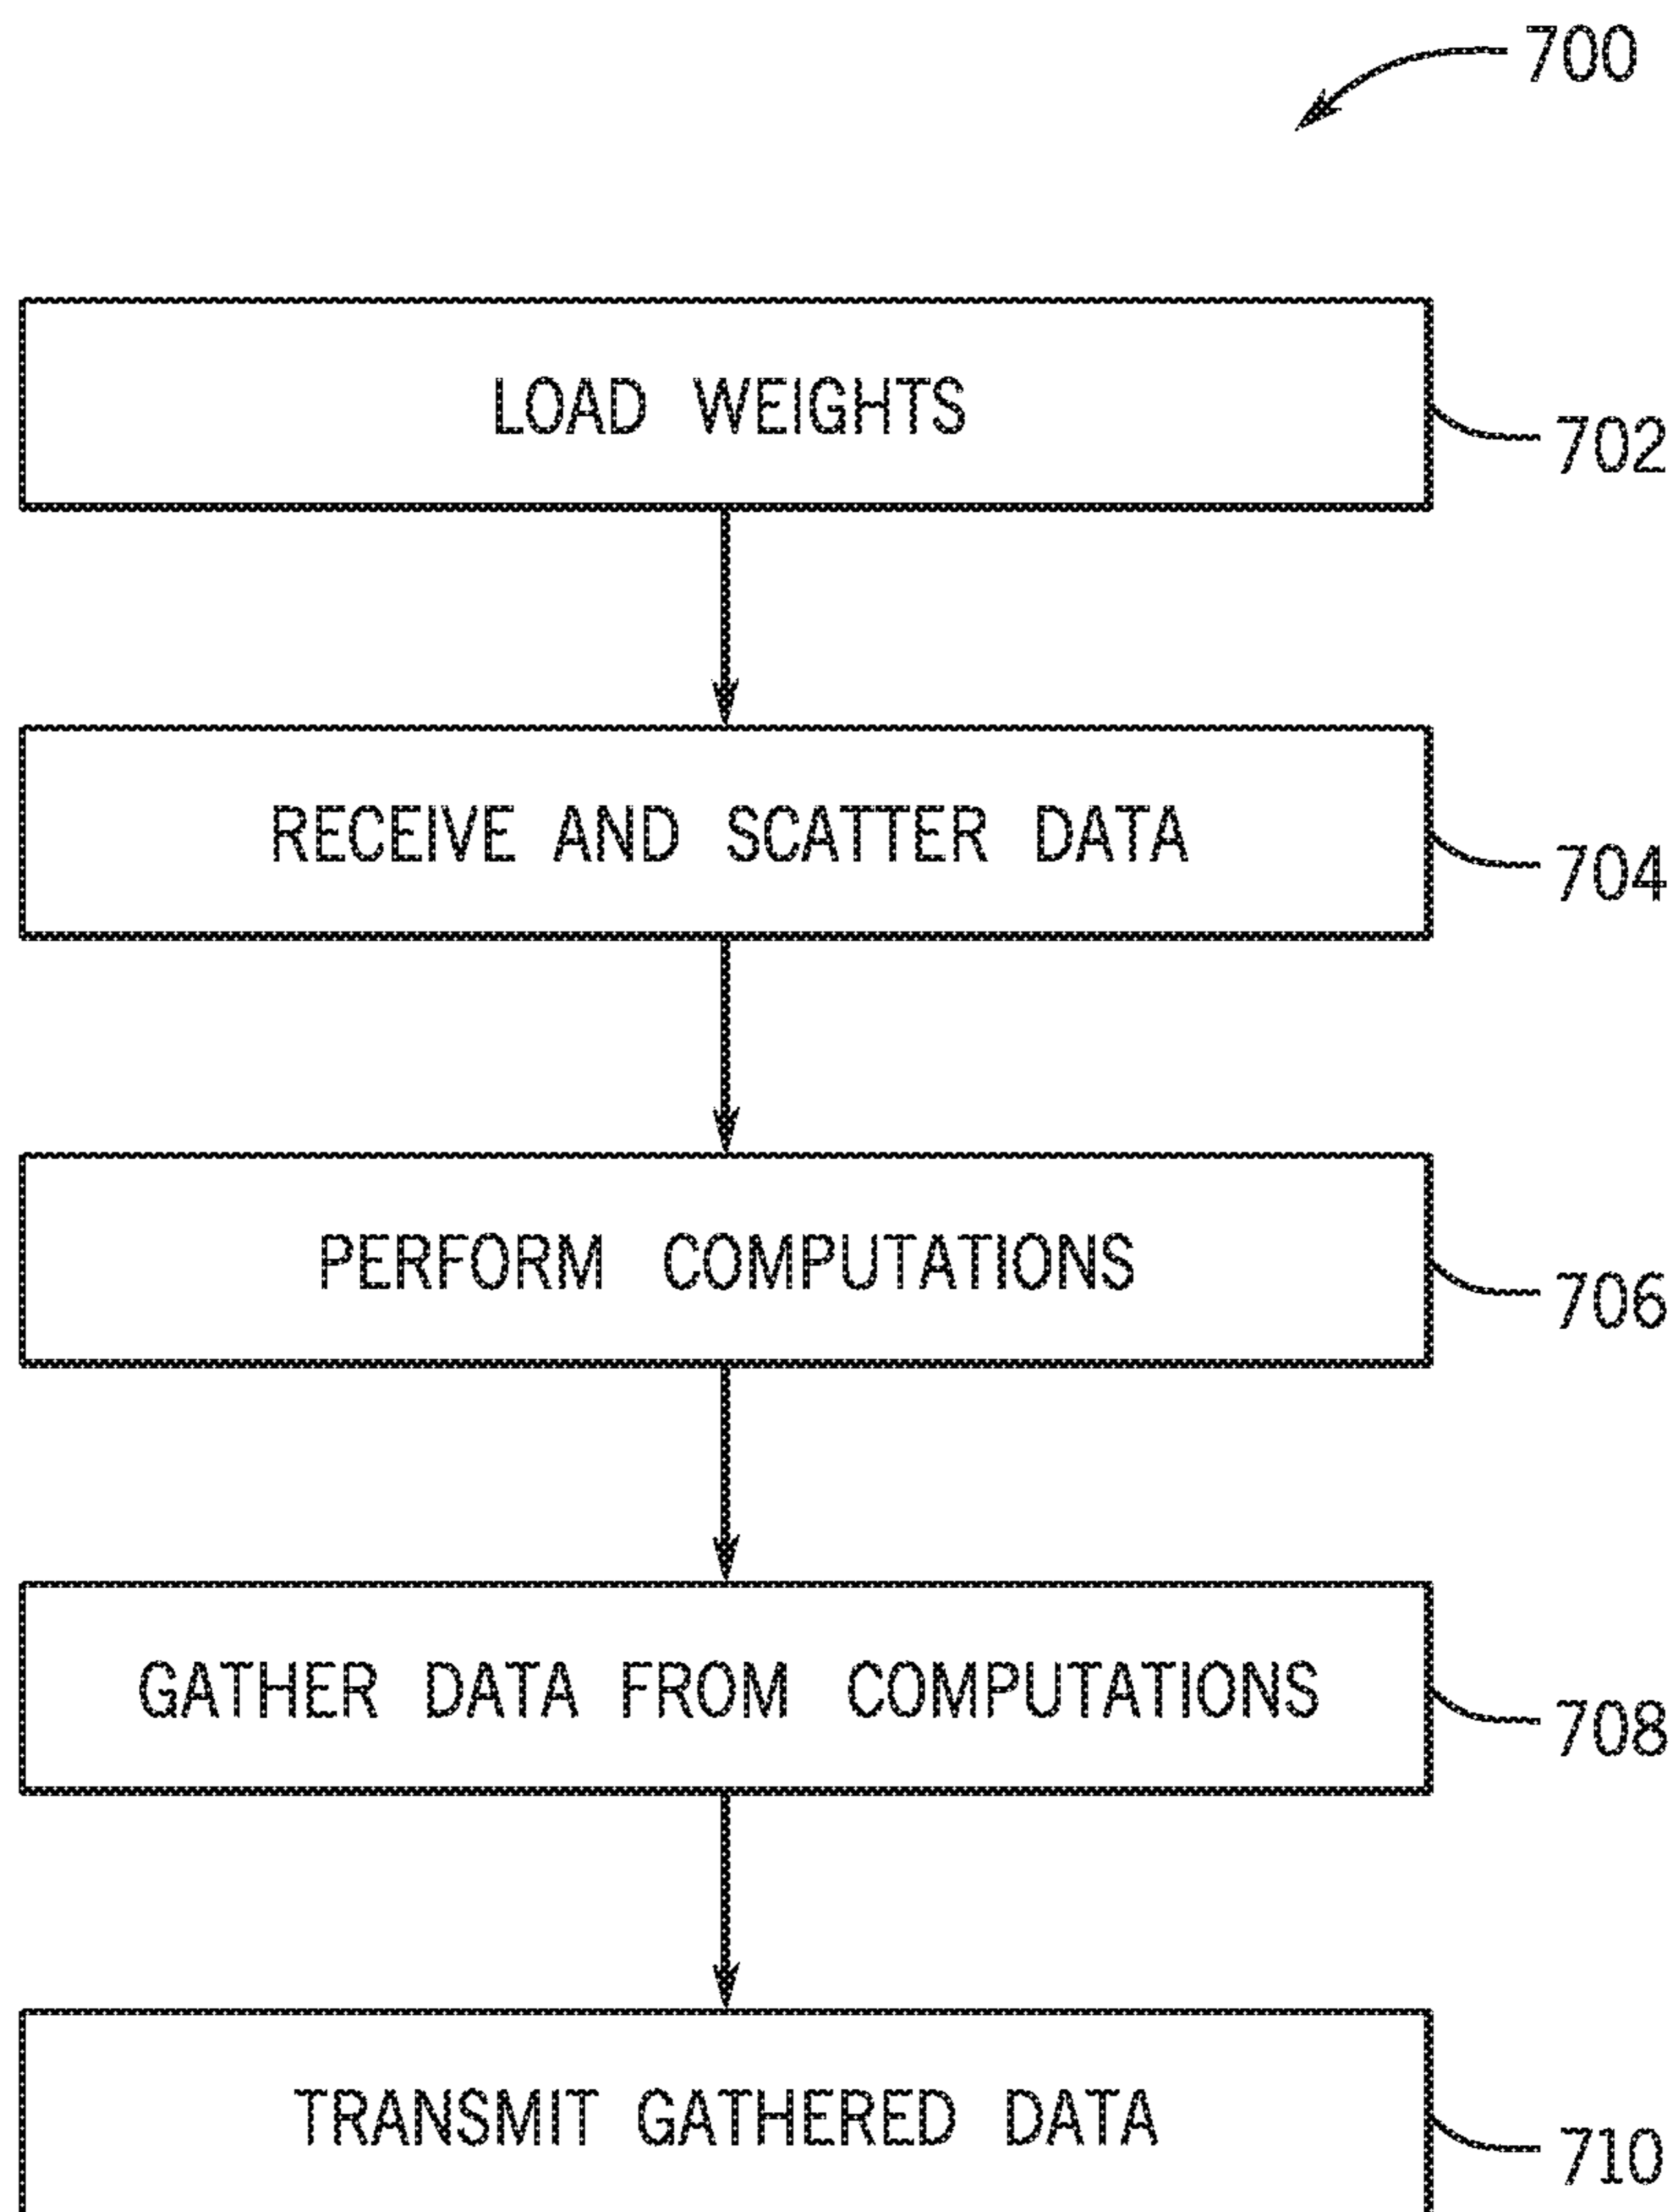 700
LOAD WEIGHTS
702
RECEIVE AND SCATTER DATA
704
PERFORM COMPUTATIONS
706
GATHER DATA FROM COMPUTATIONS
708
TRANSMIT GATHERED DATA
710